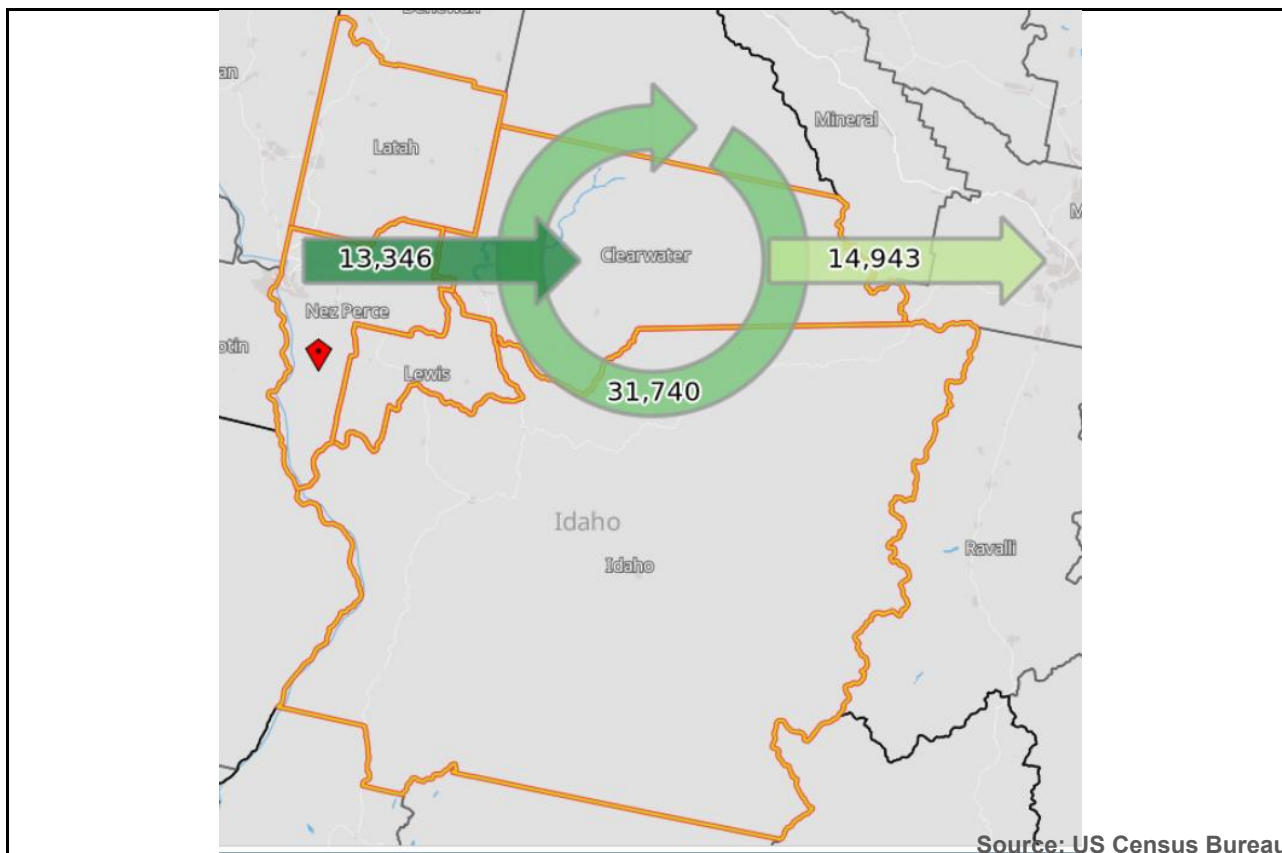 an
Latah
Mineral
M
13,346
Clearwater
14,943
Nez Perce
otin
Lewis
31,740
Idaho
Idaho
Ravalli
Source: US Census Bureau